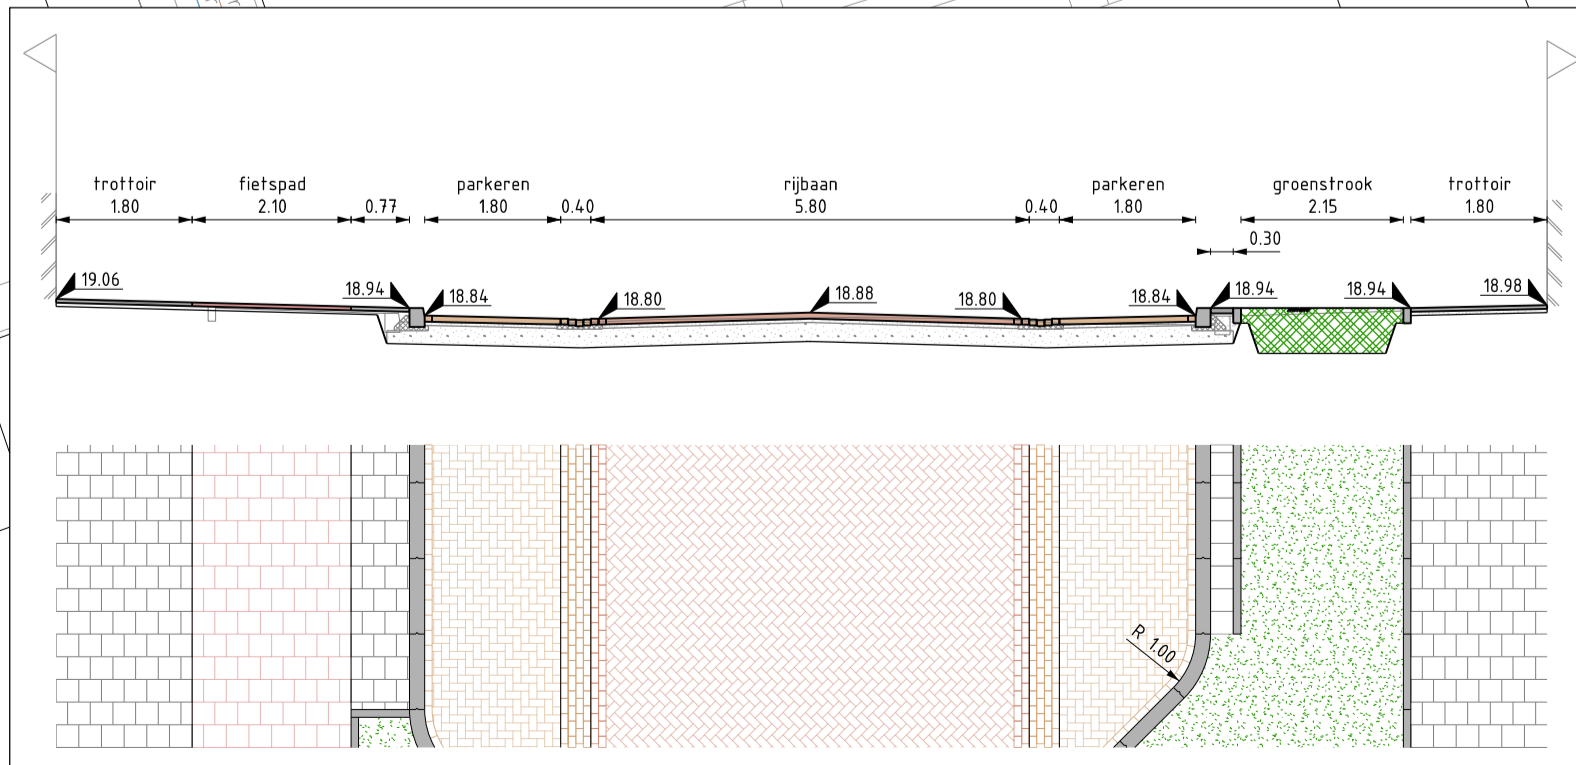 trottoir fietspad parkeren rijbaan parkeren groenstrook trottoir
1.80 2.10 0.77 1.80 0.40 5.80 0.40 1.80 2.15 1.80
0.30
19.06 18.94 18.84 18.80 18.88 18.80 18.84 18.94 18.94 18.98
R 1.00